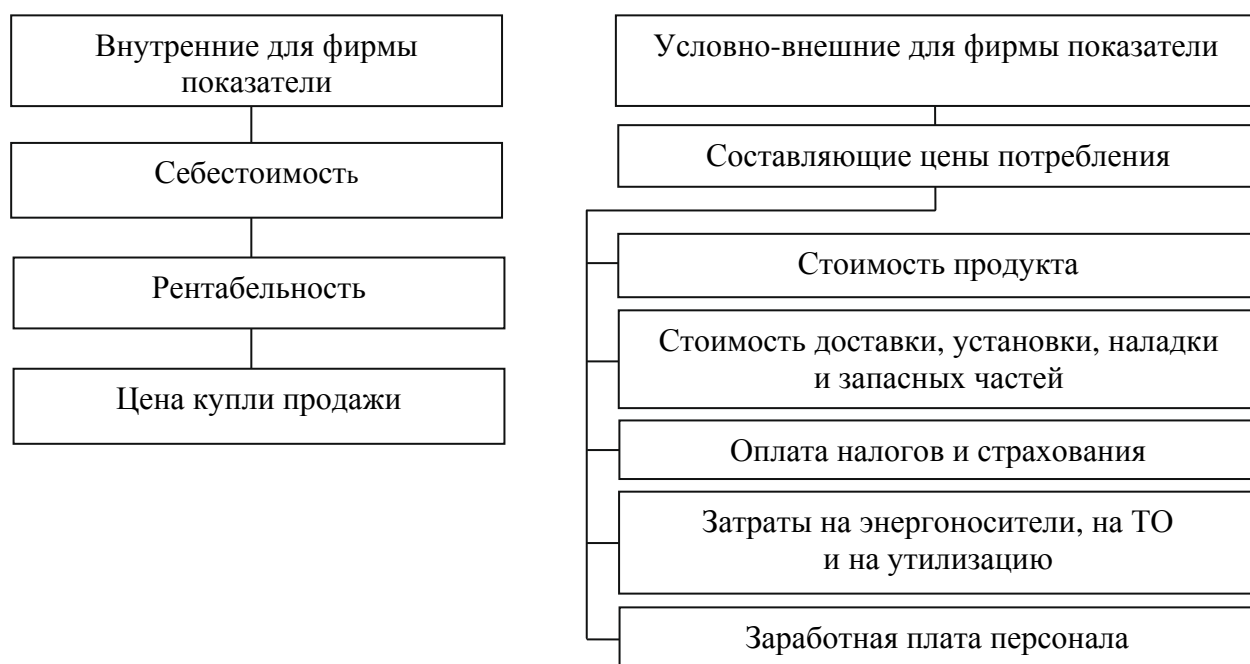 Внутренние для фирмы
показатели
Себестоимость
Рентабельность
Цена купли продажи
Условно-внешние для фирмы показатели
Составляющие цены потребления
Стоимость продукта
Стоимость доставки, установки, наладки
и запасных частей
Оплата налогов и страхования
Затраты на энергоносители, на ТО
и на утилизацию
Заработная плата персонала